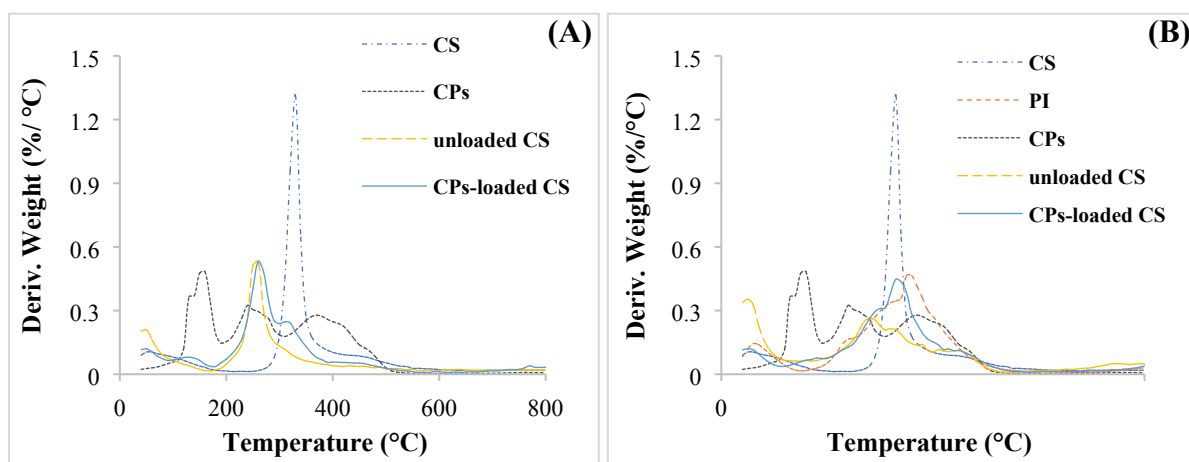 (A)
1.5
1.2
0.9
0.6
0.3
0
Deriv. Weight (%/ °C)
CS
CPs
unloaded CS
CPs-loaded CS
0 200 400 600 800
Temperature (°C)
(B)
1.5
1.2
0.9
0.6
0.3
0
Deriv. Weight (%/°C)
CS
PI
CPs
unloaded CS
CPs-loaded CS
0
Temperature (°C)